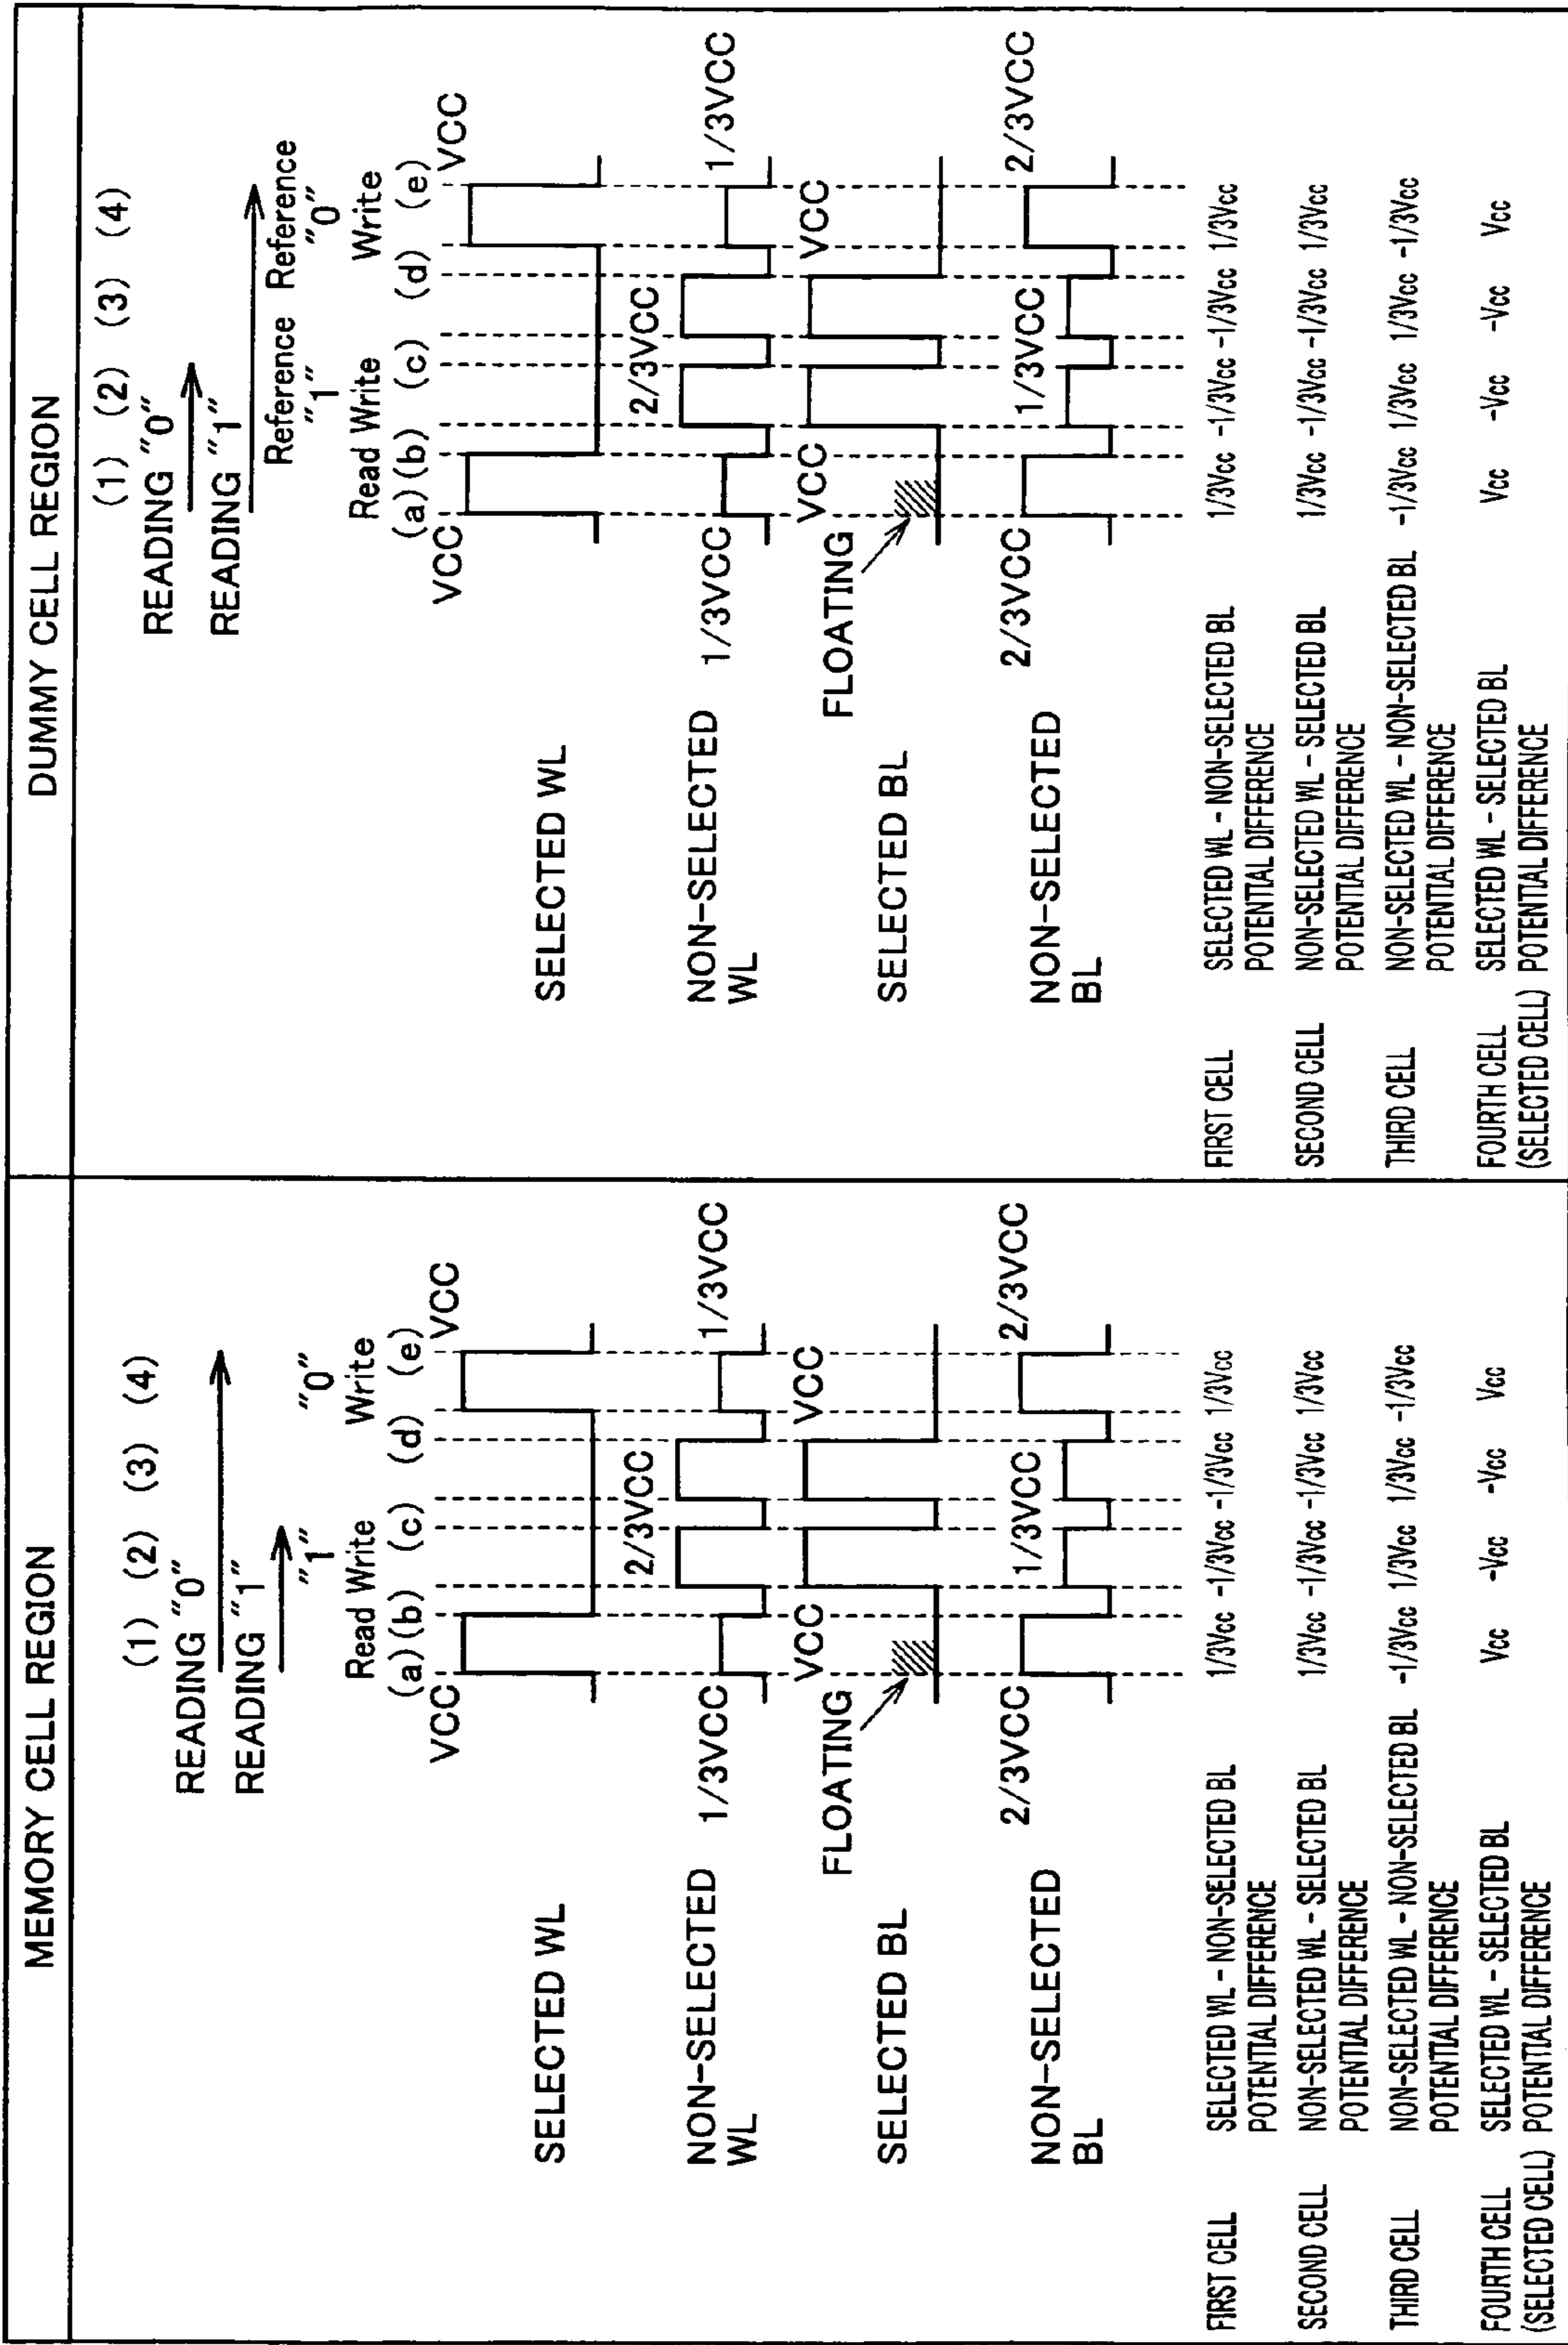 MEMORY CELL REGION
(1) (2) (3) (4)
READING "0"
READING "1"
"1" "0"
Read Write Write
(a) (b) (c) (d) (e)
VCC VCC
SELECTED WL
2/3VCC
NON-SELECTED
WL
1/3VCC 1/3VCC
VCC VCC
FLOATING
SELECTED BL
1/3VCC
2/3VCC 2/3VCC
NON-SELECTED
BL
FIRST CELL SELECTED WL - NON-SELECTED BL 1/3Vcc -1/3Vcc -1/3Vcc 1/3Vcc
POTENTIAL DIFFERENCE
SECOND CELL NON-SELECTED WL - SELECTED BL 1/3Vcc -1/3Vcc -1/3Vcc 1/3Vcc
POTENTIAL DIFFERENCE
THIRD CELL NON-SELECTED WL - NON-SELECTED BL -1/3Vcc 1/3Vcc 1/3Vcc -1/3Vcc
POTENTIAL DIFFERENCE
FOURTH CELL SELECTED WL - SELECTED BL Vcc -Vcc -Vcc Vcc
(SELECTED CELL) POTENTIAL DIFFERENCE
DUMMY CELL REGION
(1) (2) (3) (4)
READING "0"
READING "1"
Reference Reference
"1" "0"
Read Write Write
(a) (b) (c) (d) (e)
VCC VCC
SELECTED WL
2/3VCC
NON-SELECTED
WL
1/3VCC 1/3VCC
VCC VCC
FLOATING
SELECTED BL
1/3VCC
2/3VCC 2/3VCC
NON-SELECTED
BL
FIRST CELL SELECTED WL - NON-SELECTED BL 1/3Vcc -1/3Vcc -1/3Vcc 1/3Vcc
POTENTIAL DIFFERENCE
SECOND CELL NON-SELECTED WL - SELECTED BL 1/3Vcc -1/3Vcc -1/3Vcc 1/3Vcc
POTENTIAL DIFFERENCE
THIRD CELL NON-SELECTED WL - NON-SELECTED BL -1/3Vcc 1/3Vcc 1/3Vcc -1/3Vcc
POTENTIAL DIFFERENCE
FOURTH CELL SELECTED WL - SELECTED BL Vcc -Vcc -Vcc Vcc
(SELECTED CELL) POTENTIAL DIFFERENCE